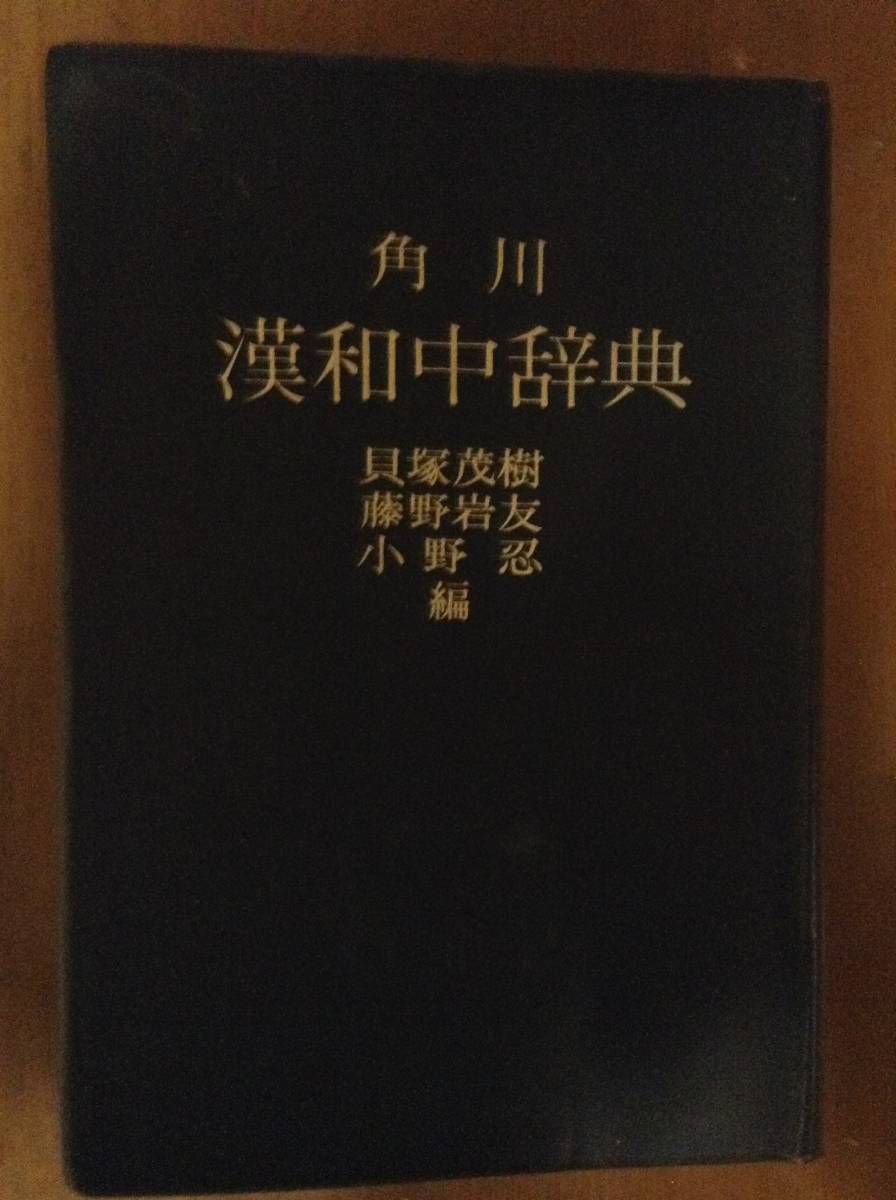 角川
漢和中辞典
貝塚茂樹
藤野岩友
小野忍
編